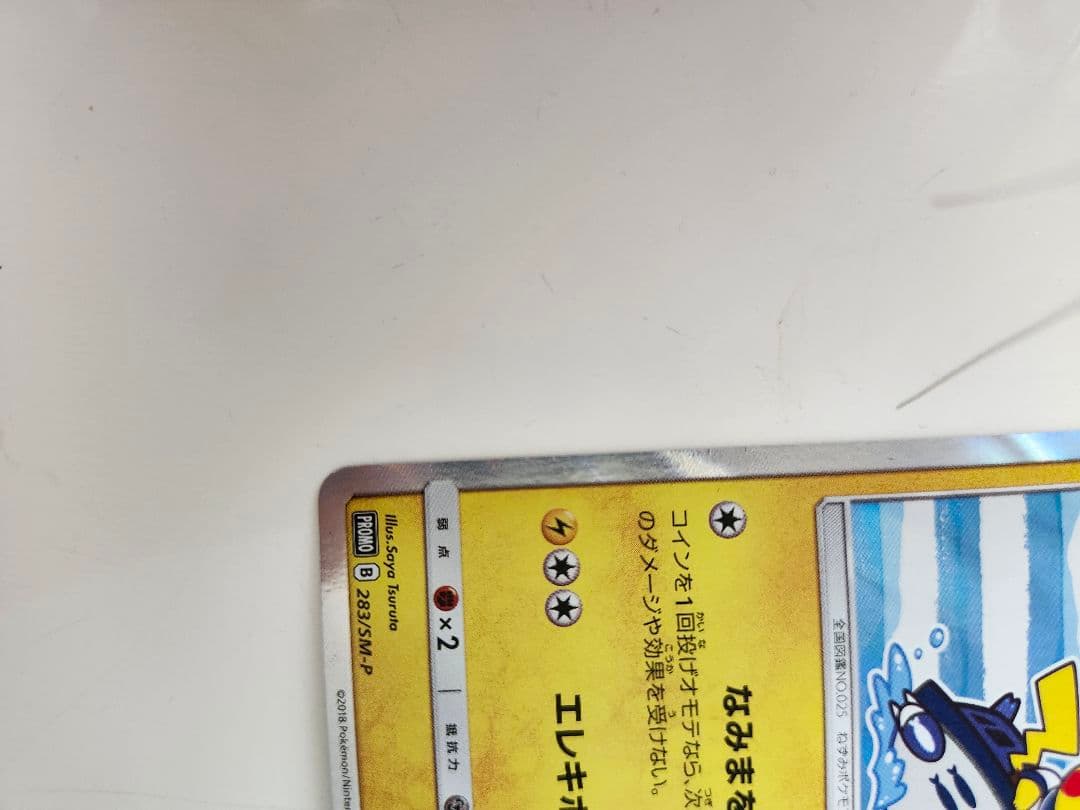 全国図鑑NO.025 ねずみポケモ
なみまを
コインを1回投げオモテなら、次
のダメージや効果を受けない。
エレキボ
弱点 ×2 抵抗力
Illus.Saya Tsuruta
PROMO B 283/SM-P
©2018 Pokémon/Ninten